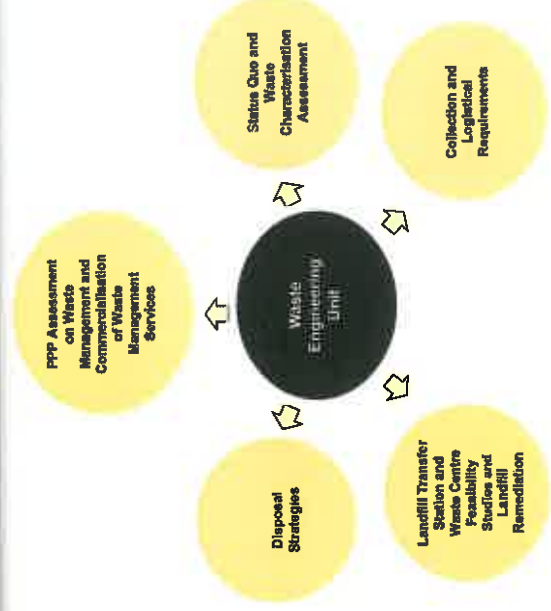 PPP Assessment
on Waste
Management and
Commercialisation
of Waste
Management
Services
Status Quo and
Waste
Characterisation
Assessment
Collection and
Logistical
Requirements
Landfill Transfer
Station and
Waste Centre
Feasibility
Studies and
Landfill
Remediation
Disposal
Strategies
Waste
Engineering
Unit